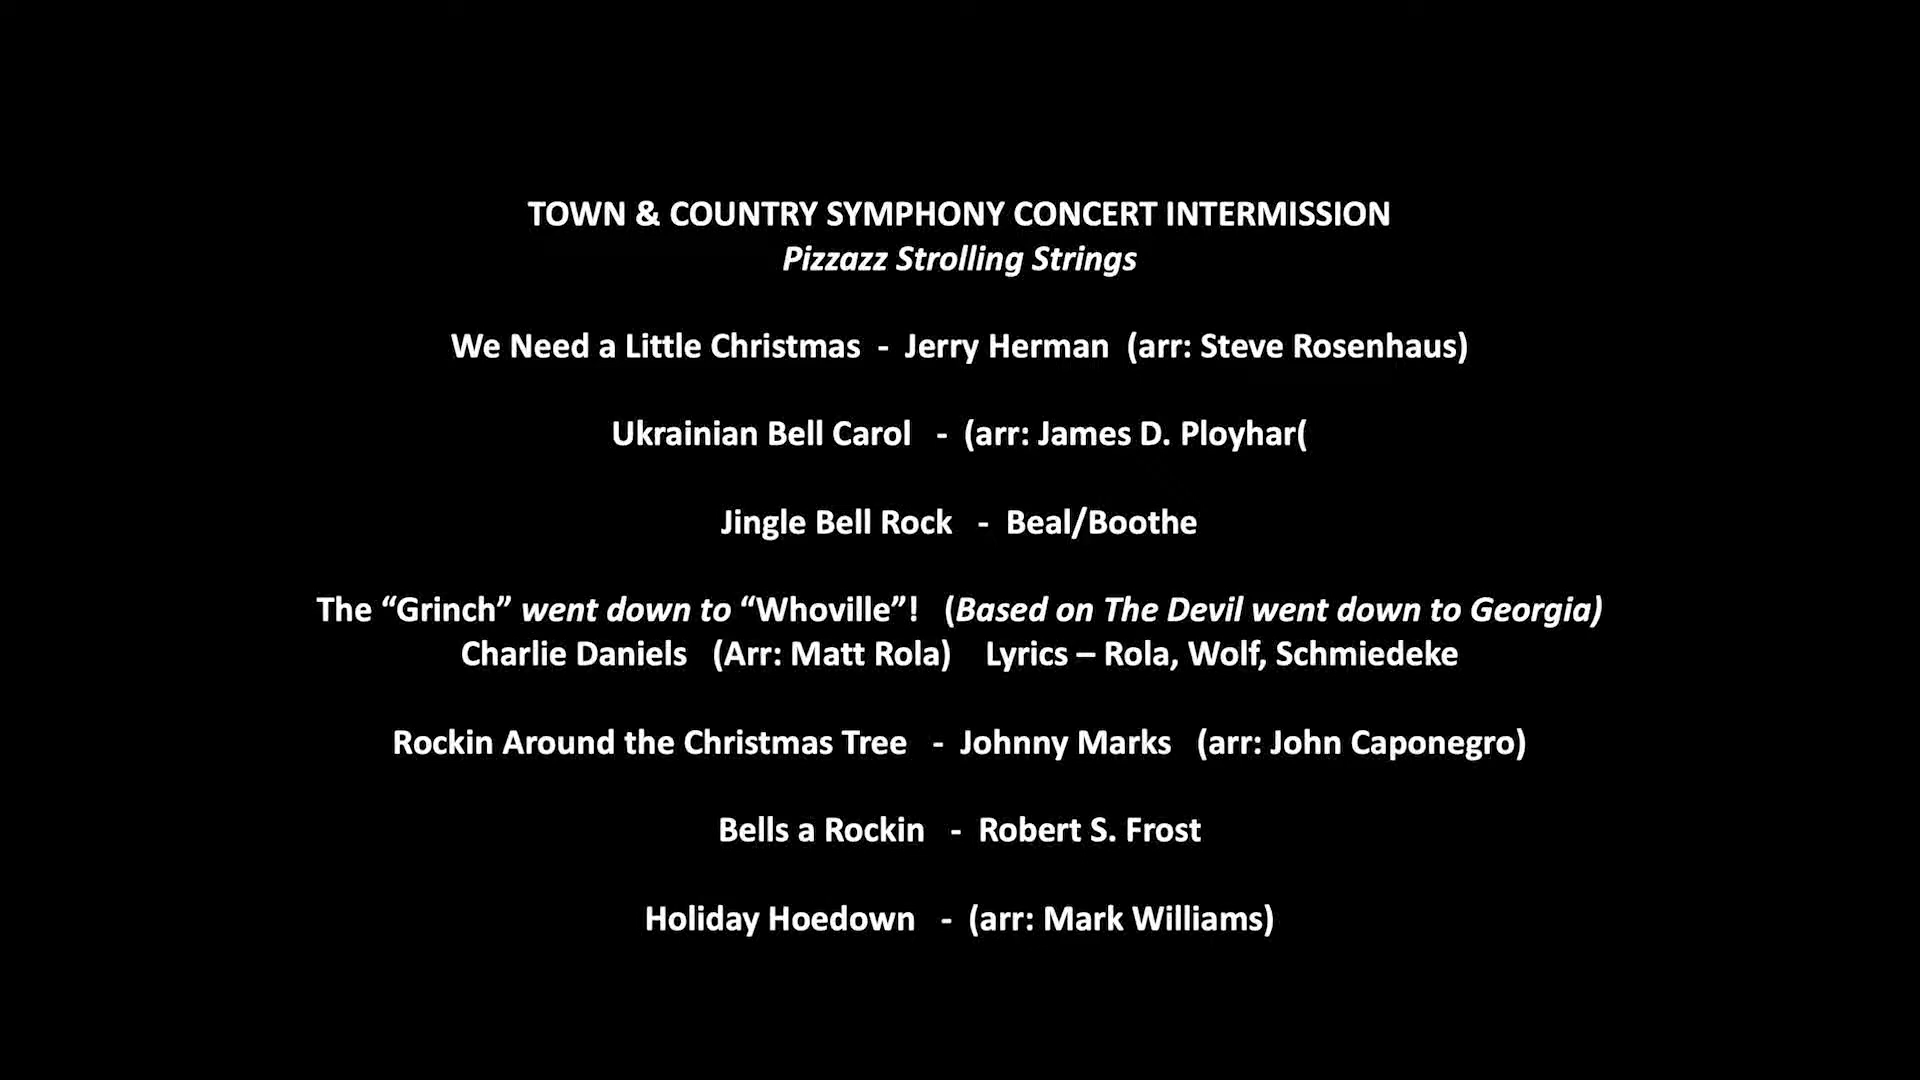 TOWN & COUNTRY SYMPHONY CONCERT INTERMISSION
Pizzazz Strolling Strings
We Need a Little Christmas - Jerry Herman (arr: Steve Rosenhaus)
Ukrainian Bell Carol - (arr: James D. Ployhar(
Jingle Bell Rock - Beal/Boothe
The “Grinch” went down to “Whoville”! (Based on The Devil went down to Georgia)
Charlie Daniels (Arr: Matt Rola) Lyrics – Rola, Wolf, Schmiedeke
Rockin Around the Christmas Tree - Johnny Marks (arr: John Caponegro)
Bells a Rockin - Robert S. Frost
Holiday Hoedown - (arr: Mark Williams)